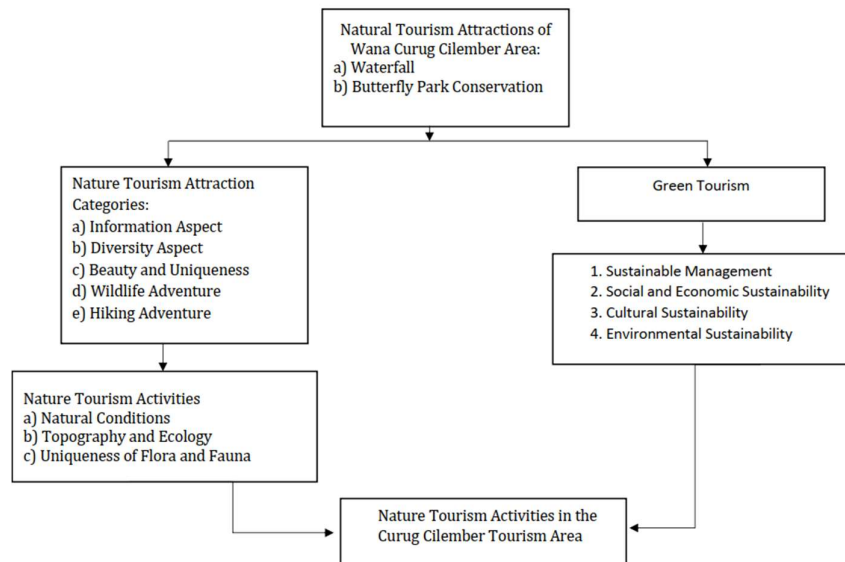 Natural Tourism Attractions of
Wana Curug Cilember Area:
a) Waterfall
b) Butterfly Park Conservation
Nature Tourism Attraction
Categories:
a) Information Aspect
b) Diversity Aspect
c) Beauty and Uniqueness
d) Wildlife Adventure
e) Hiking Adventure
Green Tourism
1. Sustainable Management
2. Social and Economic Sustainability
3. Cultural Sustainability
4. Environmental Sustainability
Nature Tourism Activities
a) Natural Conditions
b) Topography and Ecology
c) Uniqueness of Flora and Fauna
Nature Tourism Activities in the
Curug Cilember Tourism Area